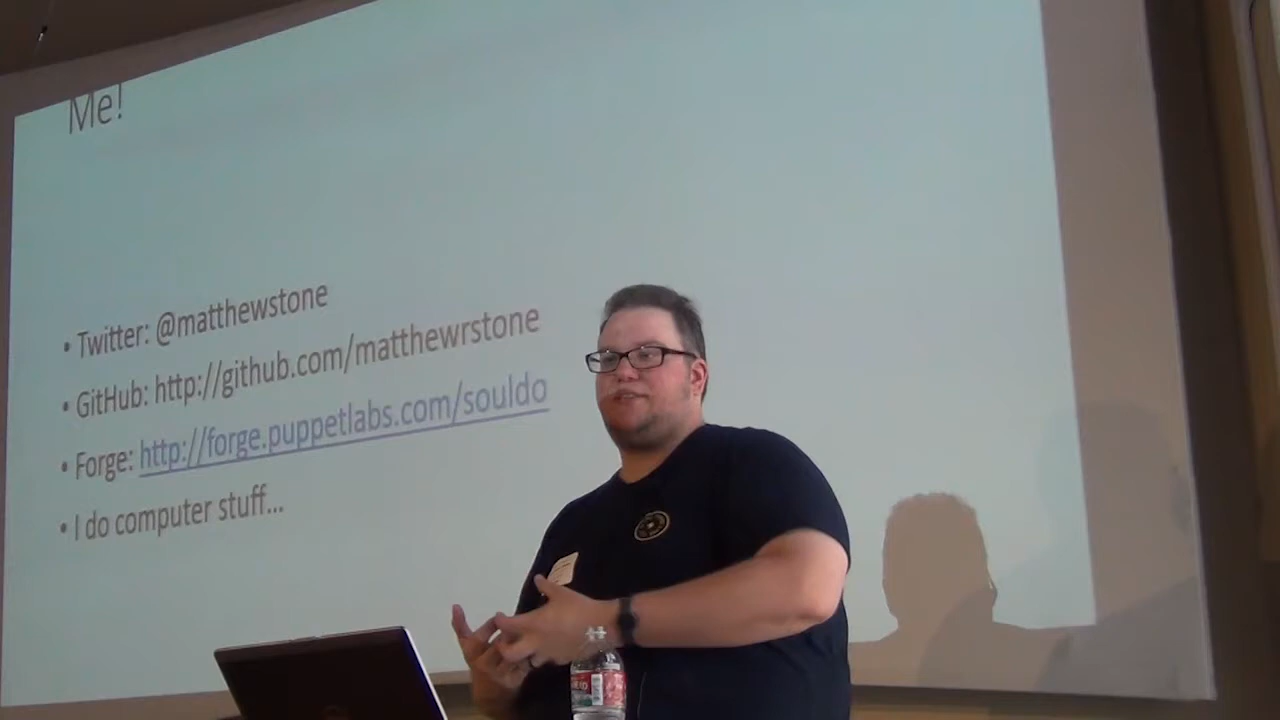 Me!
• Twitter: @matthewstone
• GitHub: http://github.com/matthewrstone
• Forge: http://forge.puppetlabs.com/souldo
• I do computer stuff...